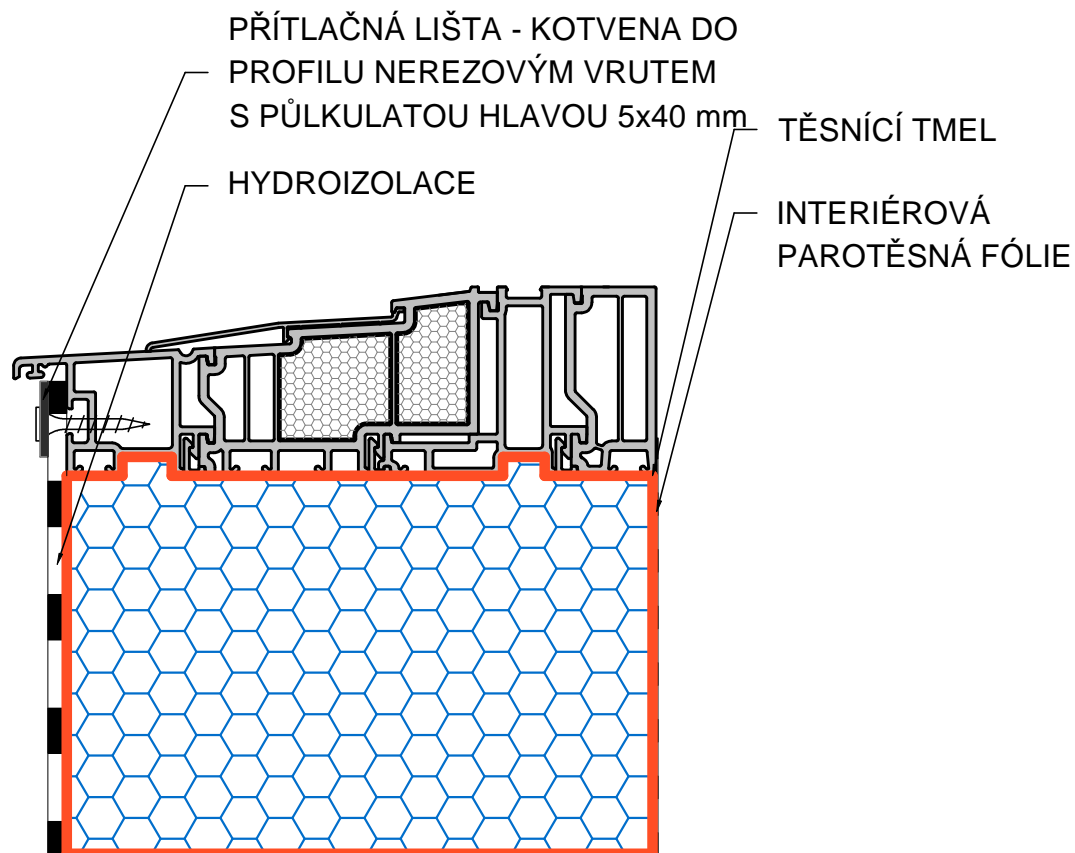 PŘÍTLAČNÁ LIŠTA - KOTVENA DO
PROFILU NEREZOVÝM VRUTEM
S PŮLKULATOU HLAVOU 5x40 mm
TĚSNÍCÍ TMEL
HYDROIZOLACE
INTERIÉROVÁ
PAROTĚSNÁ FÓLIE